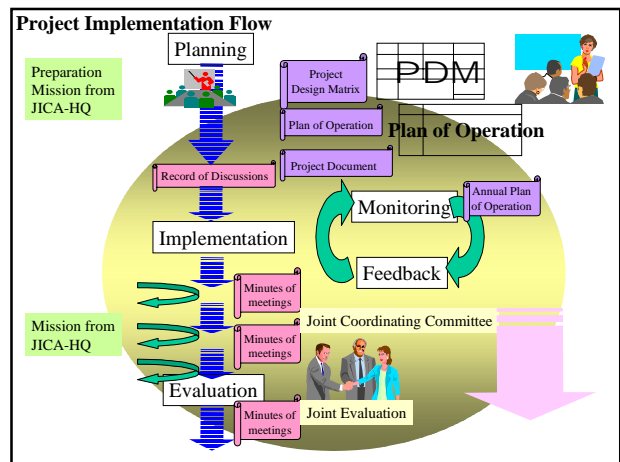 Project Implementation Flow
Planning
Preparation
Mission from
JICA-HQ
Project
Design Matrix
PDM
Plan of Operation
Plan of Operation
Project Document
Record of Discussions
Monitoring
Annual Plan
of Operation
Implementation
Feedback
Minutes of
meetings
Mission from
JICA-HQ
Joint Coordinating Committee
Minutes of
meetings
Evaluation
Minutes of
meetings
Joint Evaluation